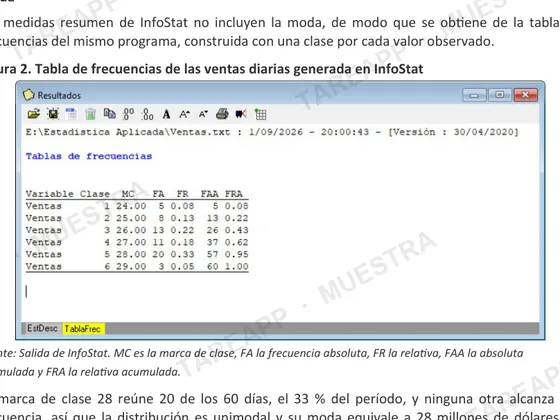 medidas resumen de InfoStat no incluyen la moda, de modo que se obtiene de la tabla
cuencias del mismo programa, construida con una clase por cada valor observado.
ura 2. Tabla de frecuencias de las ventas diarias generada en InfoStat
Resultados
E:\Estadistica Aplicada\Ventas.txt : 1/09/2026 - 20:00:43 - [Versión : 30/04/2020]
Tablas de frecuencias
Variable Clase MC FA FR FAA FRA
Ventas 1 24.00 5 0.08 5 0.08
Ventas 2 25.00 8 0.13 13 0.22
Ventas 3 26.00 13 0.22 26 0.43
Ventas 4 27.00 11 0.18 37 0.62
Ventas 5 28.00 20 0.33 57 0.95
Ventas 6 29.00 3 0.05 60 1.00
EstDesc TablaFrec
nte: Salida de InfoStat. MC es la marca de clase, FA la frecuencia absoluta, FR la relativa, FAA la absoluta
mulada y FRA la relativa acumulada.
marca de clase 28 reúne 20 de los 60 días, el 33 % del período, y ninguna otra alcanza
cuencia, así que la distribución es unimodal y su moda equivale a 28 millones de dólares
TAREAPP - MUESTRA